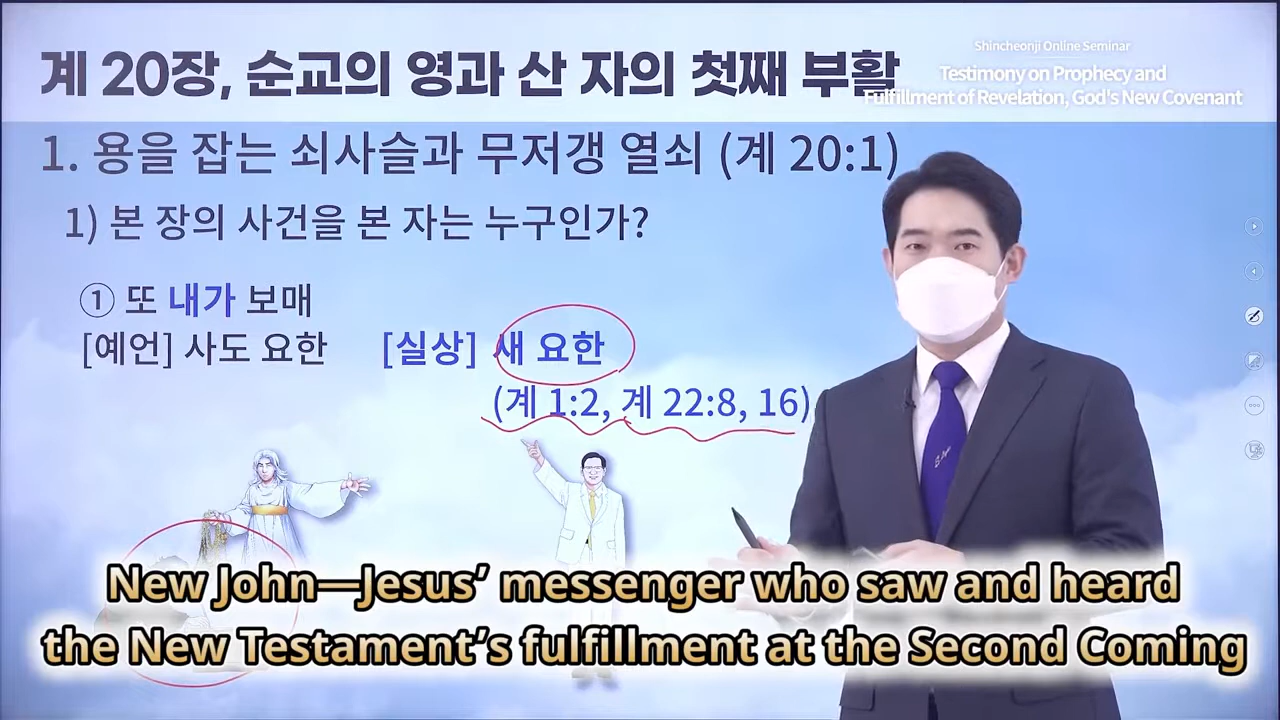 계 20장, 순교의 영과 산 자의 첫째 부활
Shincheonji Online Seminar
Testimony on Prophecy and
Fulfillment of Revelation, God's New Covenant
1. 용을 잡는 쇠사슬과 무저갱 열쇠 (계 20:1)
1) 본 장의 사건을 본 자는 누구인가?
① 또 내가 보매
[예언] 사도 요한 [실상] 새 요한
(계 1:2, 계 22:8, 16)
New John—Jesus’ messenger who saw and heard
the New Testament’s fulfillment at the Second Coming